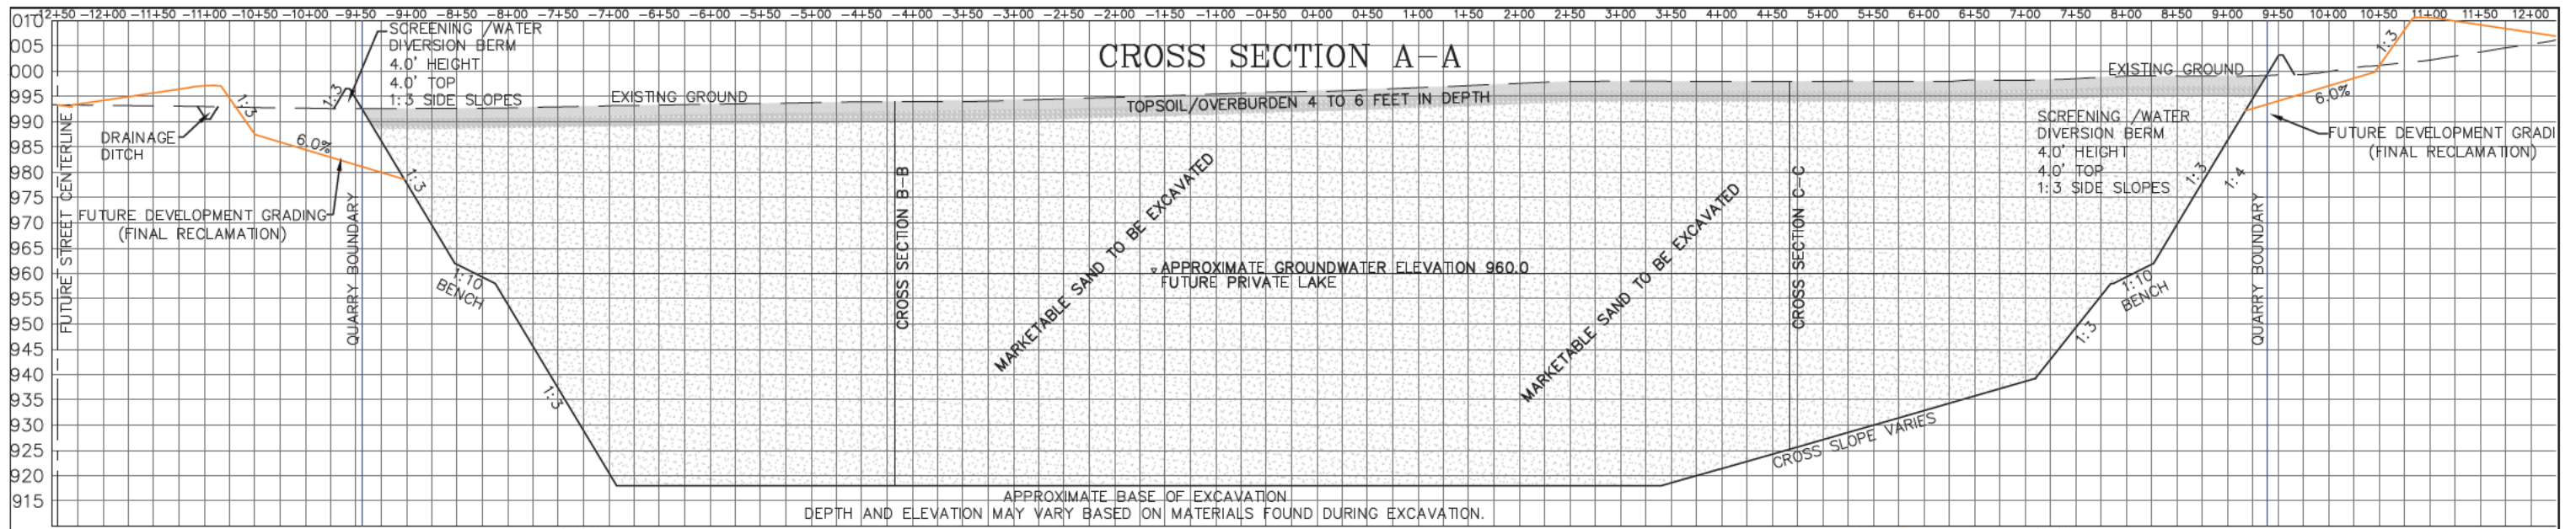 -12+50 -12+00 -11+50 -11+00 -10+50 -10+00 -9+50 -9+00 -8+50 -8+00 -7+50 -7+00 -6+50 -6+00 -5+50 -5+00 -4+50 -4+00 -3+50 -3+00 -2+50 -2+00 -1+50 -1+00 -0+50 0+00 0+50 1+00 1+50 2+00 2+50 3+00 3+50 4+00 4+50 5+00 5+50 6+00 6+50 7+00 7+50 8+00 8+50 9+00 9+50 10+00 10+50 11+00 11+50 12+00
010
005
000
995
990
985
980
975
970
965
960
955
950
945
940
935
930
925
920
915
CROSS SECTION A-A
SCREENING /WATER
DIVERSION BERM
4.0' HEIGHT
4.0' TOP
1:3 SIDE SLOPES
1:3
1:3
DRAINAGE
DITCH
6.0%
FUTURE STREET CENTERLINE
FUTURE DEVELOPMENT GRADING
(FINAL RECLAMATION)
QUARRY BOUNDARY
1:3
1:10
BENCH
1:3
EXISTING GROUND
TOPSOIL/OVERBURDEN 4 TO 6 FEET IN DEPTH
CROSS SECTION B-B
MARKETABLE SAND TO BE EXCAVATED
APPROXIMATE GROUNDWATER ELEVATION 960.0
FUTURE PRIVATE LAKE
MARKETABLE SAND TO BE EXCAVATED
CROSS SECTION C-C
CROSS SLOPE VARIES
APPROXIMATE BASE OF EXCAVATION
DEPTH AND ELEVATION MAY VARY BASED ON MATERIALS FOUND DURING EXCAVATION.
EXISTING GROUND
SCREENING /WATER
DIVERSION BERM
4.0' HEIGHT
4.0' TOP
1:3 SIDE SLOPES
1:3
1:4
1:10
BENCH
1:3
QUARRY BOUNDARY
1:3
6.0%
FUTURE DEVELOPMENT GRADI
(FINAL RECLAMATION)